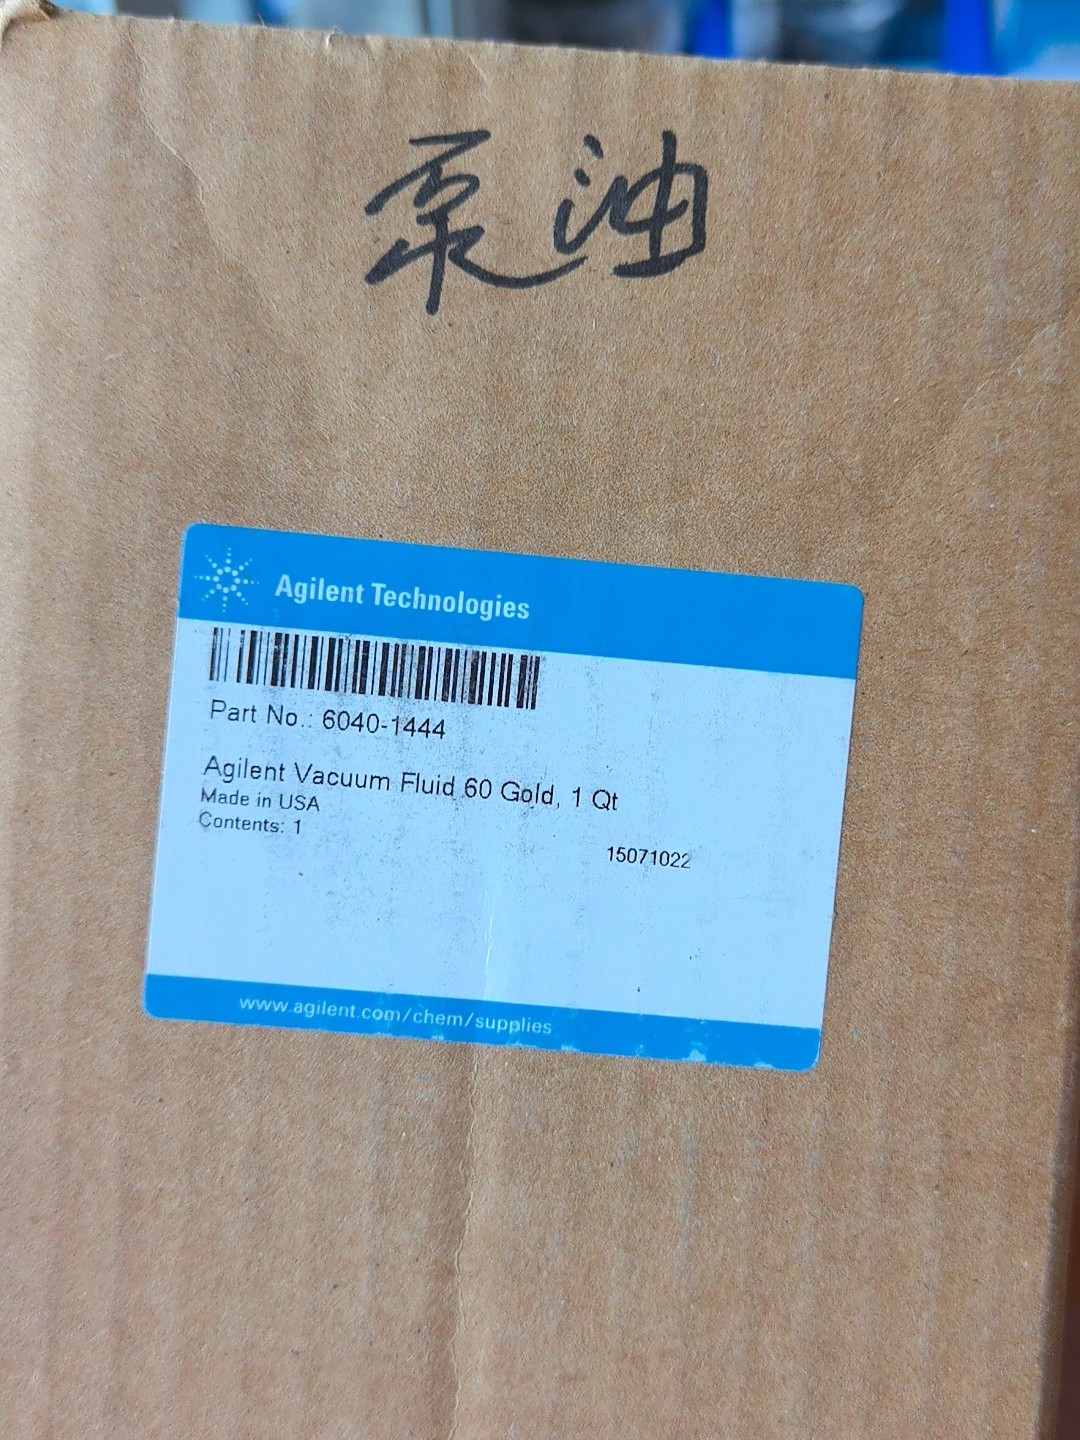 泵油
Agilent Technologies
Part No.: 6040-1444
Agilent Vacuum Fluid 60 Gold, 1 Qt
Made in USA
Contents: 1
15071022
www.agilent.com/chem/supplies